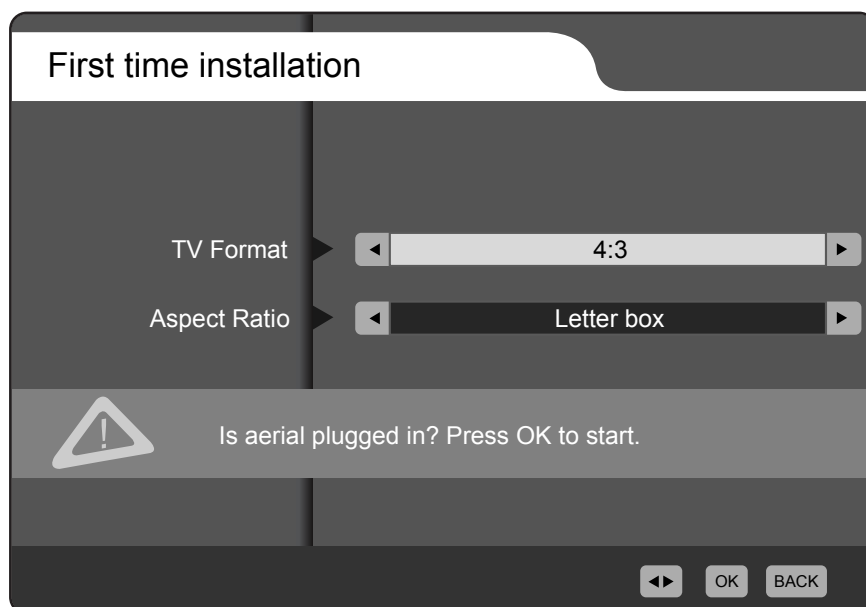 First time installation
TV Format
4:3
Aspect Ratio
Letter box
!
Is aerial plugged in? Press OK to start.
OK BACK